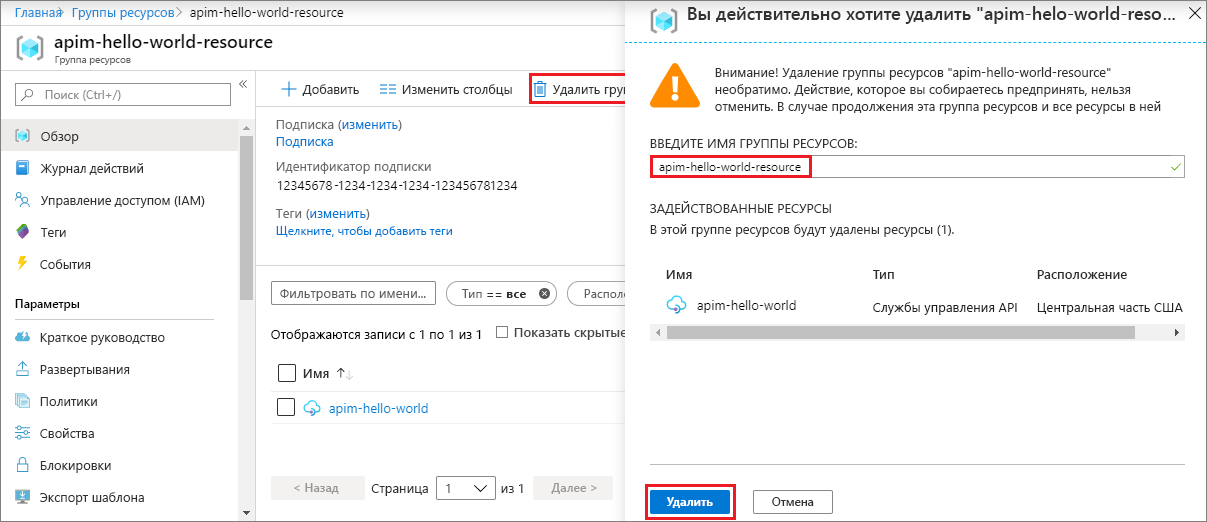 Главная > Группы ресурсов > apim-hello-world-resource
apim-hello-world-resource
Группа ресурсов
Поиск (Ctrl+/)
«
Обзор
Журнал действий
Управление доступом (IAM)
Теги
События
Параметры
Краткое руководство
Развертывания
Политики
Свойства
Блокировки
Экспорт шаблона
Добавить
Изменить столбцы
Удалить груп
Подписка (изменить)
Подписка
Идентификатор подписки
12345678-1234-1234-1234-123456781234
Теги (изменить)
Щелкните, чтобы добавить теги
Фильтровать по имени...
Тип == все
Располо
Отображаются записи с 1 по 1 из 1
Показать скрытые
Имя ↑↓
apim-hello-world
< Назад
Страница 1 из 1
Далее >
Вы действительно хотите удалить "apim-helo-world-reso...
Внимание! Удаление группы ресурсов "apim-hello-world-resource"
необратимо. Действие, которое вы собираетесь предпринять, нельзя
отменить. В случае продолжения эта группа ресурсов и все ресурсы в ней
ВВЕДИТЕ ИМЯ ГРУППЫ РЕСУРСОВ:
apim-hello-world-resource
ЗАДЕЙСТВОВАННЫЕ РЕСУРСЫ
В этой группе ресурсов будут удалены ресурсы (1).
Имя Тип Расположение
apim-hello-world Службы управления API Центральная часть США
Удалить
Отмена